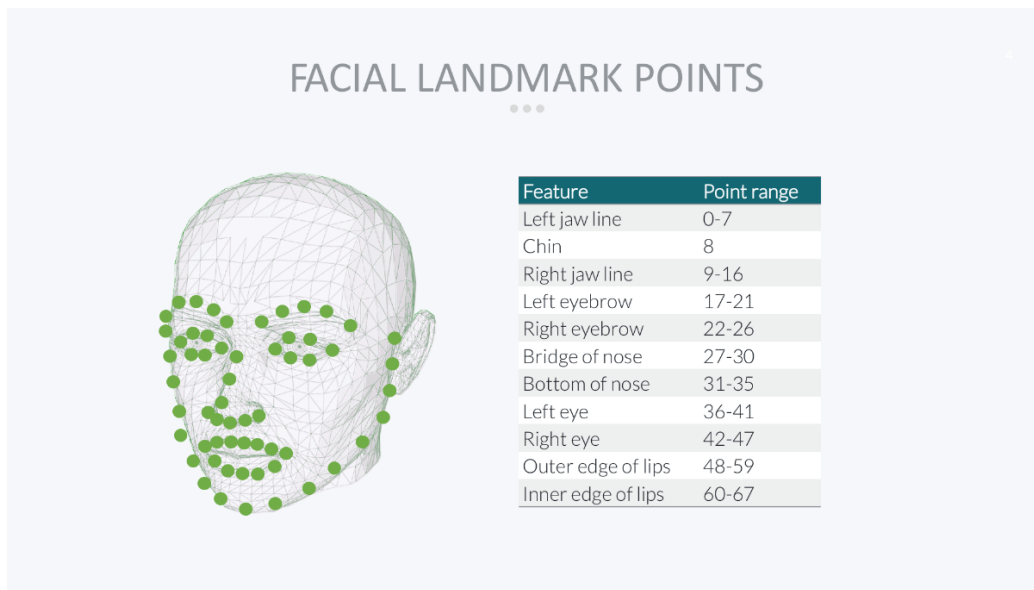 FACIAL LANDMARK POINTS
Feature Point range
Left jaw line 0-7
Chin 8
Right jaw line 9-16
Left eyebrow 17-21
Right eyebrow 22-26
Bridge of nose 27-30
Bottom of nose 31-35
Left eye 36-41
Right eye 42-47
Outer edge of lips 48-59
Inner edge of lips 60-67